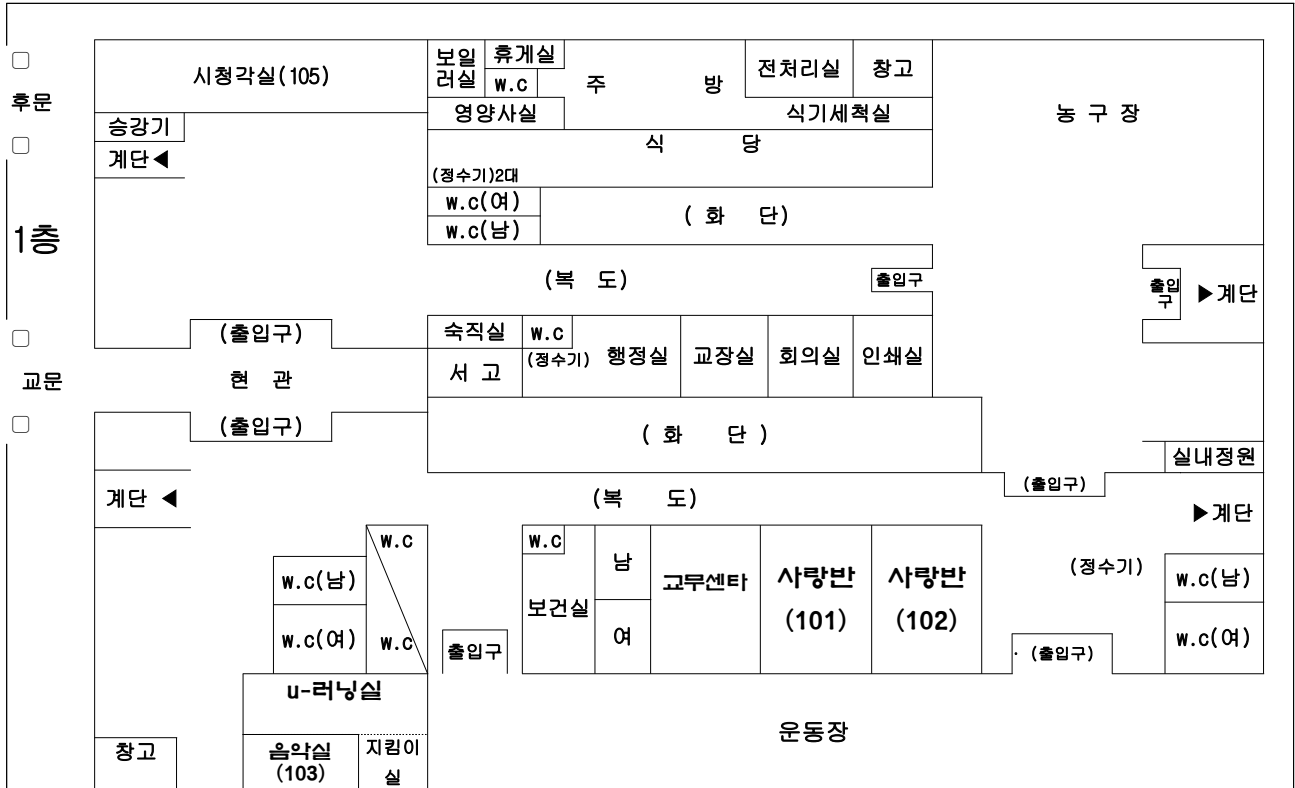 후문
1층
교문
시청각실(105)
승강기
계단◀
보일
러실
휴게실
w.c
주 방
전처리실
창고
영양사실
식기세척실
식 당
(정수기)2대
w.c(여)
w.c(남)
( 화 단)
농 구 장
(복 도)
출입구
출입
구
▶계단
(출입구)
현 관
(출입구)
숙직실
w.c
서 고
(정수기)
행정실
교장실
회의실
인쇄실
( 화 단 )
실내정원
계단 ◀
(복 도)
(출입구)
▶계단
w.c
w.c(남)
w.c(여)
w.c
출입구
w.c
보건실
남
여
교무센타
사랑반
(101)
사랑반
(102)
(정수기)
w.c(남)
w.c(여)
· (출입구)
u-러닝실
창고
음악실
(103)
지킴이
실
운동장